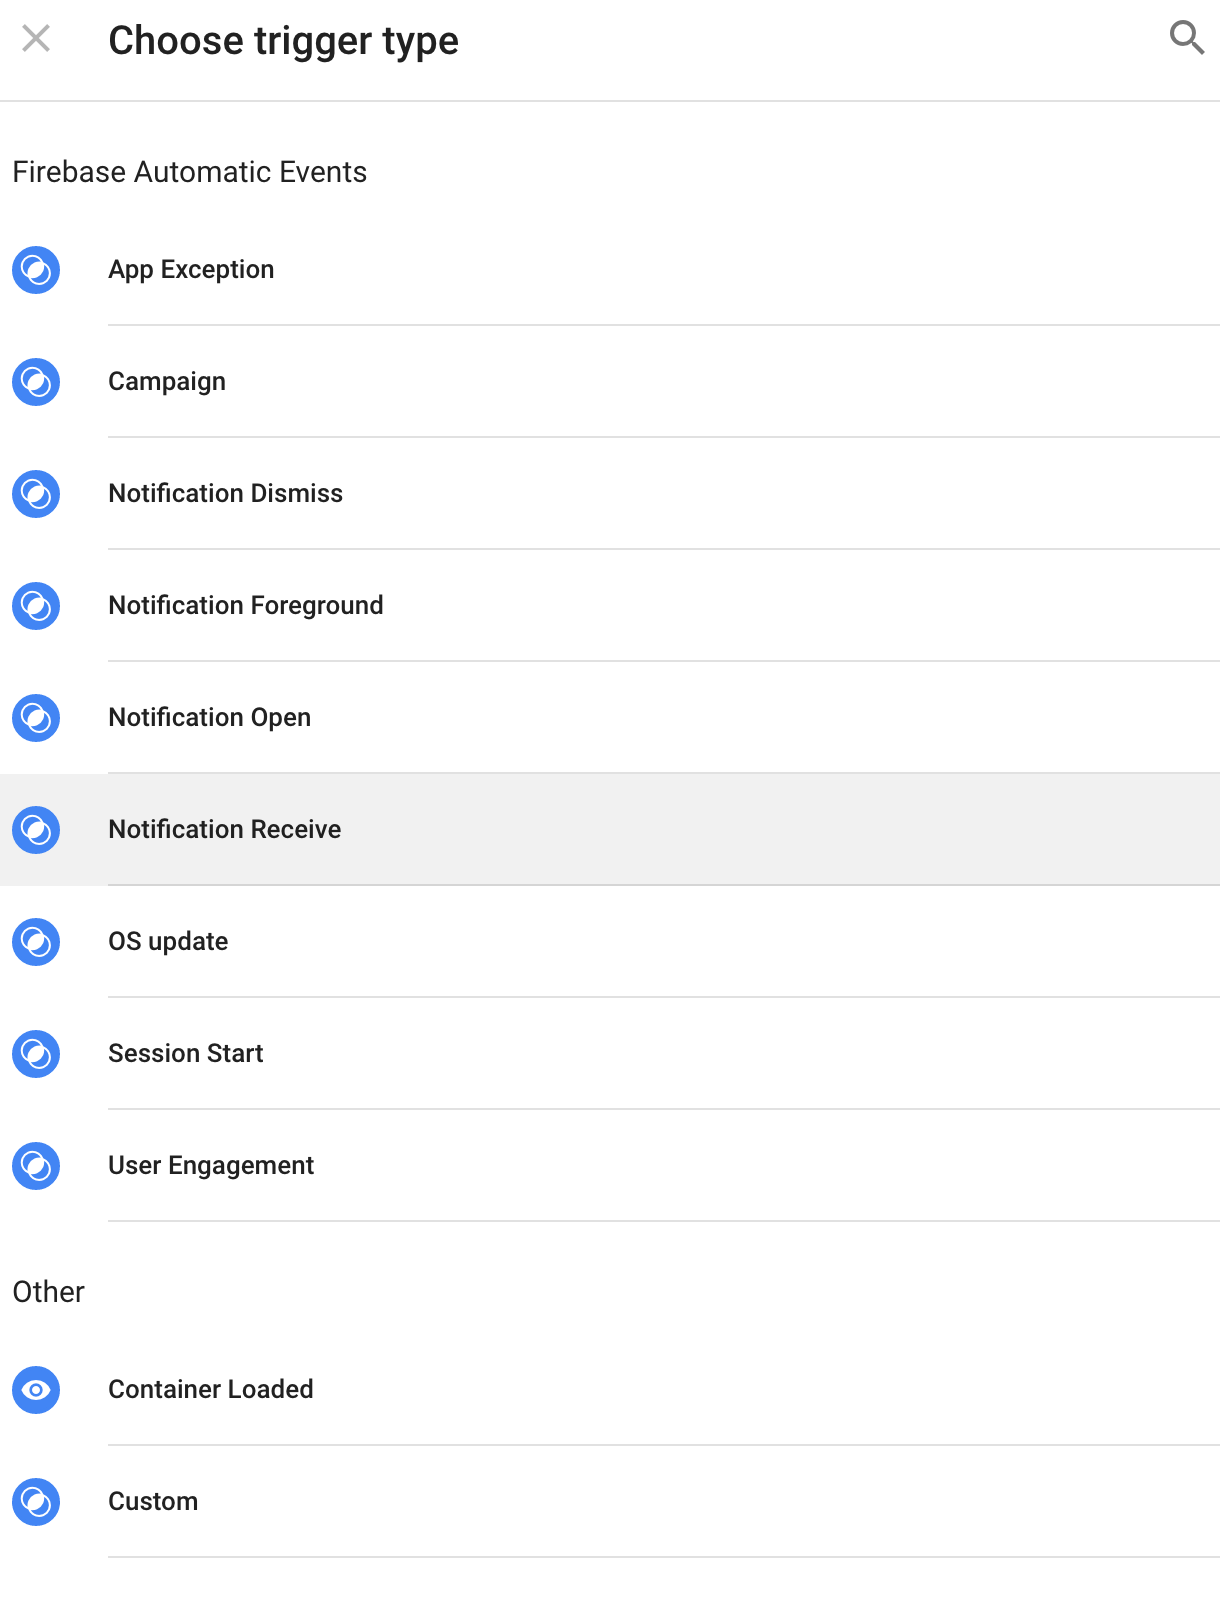 Choose trigger type
Firebase Automatic Events
App Exception
Campaign
Notification Dismiss
Notification Foreground
Notification Open
Notification Receive
OS update
Session Start
User Engagement
Other
Container Loaded
Custom